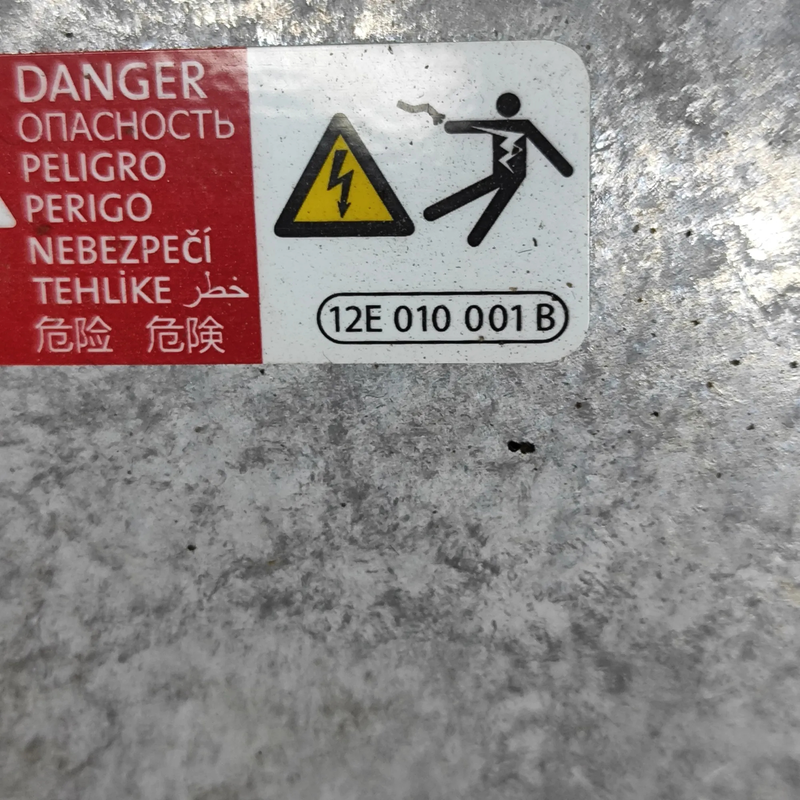 DANGER
ОПАСНОСТЬ
PELIGRO
PERIGO
NEBEZPEČÍ
TEHLİKE خطر
危险 危険
12E 010 001 B